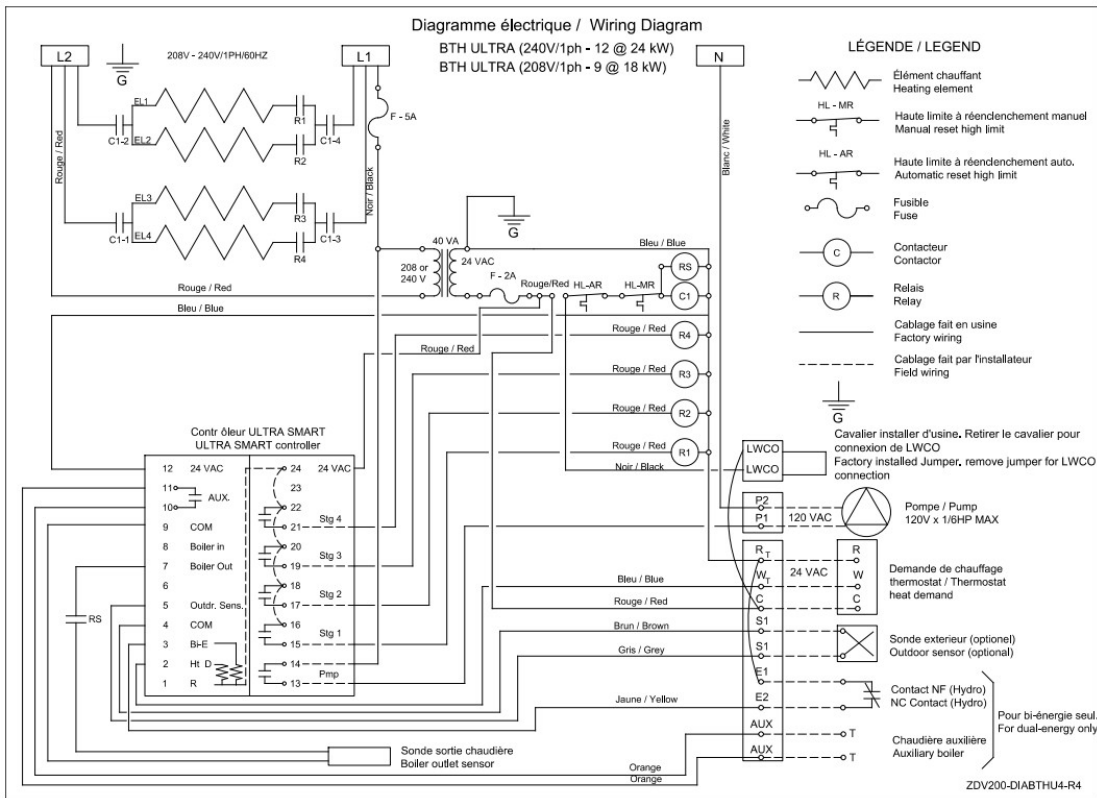 Diagramme électrique / Wiring Diagram
BTH ULTRA (240V/1ph - 12 @ 24 kW)
BTH ULTRA (208V/1ph - 9 @ 18 kW)
L2
G
208V - 240V/1PH/60HZ
L1
N
EL1
EL2
R1
R2
C1-2
C1-4
F - 5A
EL3
EL4
R3
R4
C1-1
C1-3
Rouge / Red
Noir / Black
Blanc / White
G
40 VA
24 VAC
208 or
240 V
F - 2A
Bleu / Blue
Rouge/Red
HL-AR
HL-MR
RS
C1
Rouge / Red
Bleu / Blue
Rouge / Red
Rouge / Red
R4
Rouge / Red
R3
Rouge / Red
R2
Rouge / Red
R1
Noir / Black
LÉGENDE / LEGEND
Élément chauffant
Heating element
HL - MR
Haute limite à réenclenchement manuel
Manual reset high limit
HL - AR
Haute limite à réenclenchement auto.
Automatic reset high limit
Fusible
Fuse
C
Contacteur
Contactor
R
Relais
Relay
Cablage fait en usine
Factory wiring
Cablage fait par l'installateur
Field wiring
G
Contr ôleur ULTRA SMART
ULTRA SMART controller
12 24 VAC
11
AUX.
10
9 COM
8 Boiler in
7 Boiler Out
6
5 Outdr. Sens.
4 COM
3 Bi-E
2 Ht D
1 R
24 24 VAC
23
22
21 Stg 4
20
19 Stg 3
18
17 Stg 2
16
15 Stg 1
14
13 Pmp
RS
Sonde sortie chaudière
Boiler outlet sensor
LWCO
LWCO
Cavalier installer d'usine. Retirer le cavalier pour
connexion de LWCO
Factory installed Jumper. remove jumper for LWCO
connection
P2
P1
120 VAC
Pompe / Pump
120V x 1/6HP MAX
R T
W T
C
24 VAC
R
W
C
Demande de chauffage
thermostat / Thermostat
heat demand
Bleu / Blue
Rouge / Red
Brun / Brown
S1
Gris / Grey
S1
Sonde exterieur (optionel)
Outdoor sensor (optional)
E1
Jaune / Yellow
E2
Contact NF (Hydro)
NC Contact (Hydro)
AUX
AUX
T
T
Chaudière auxilière
Auxiliary boiler
Pour bi-énergie seul.
For dual-energy only
Orange
Orange
ZDV200-DIABTHU4-R4